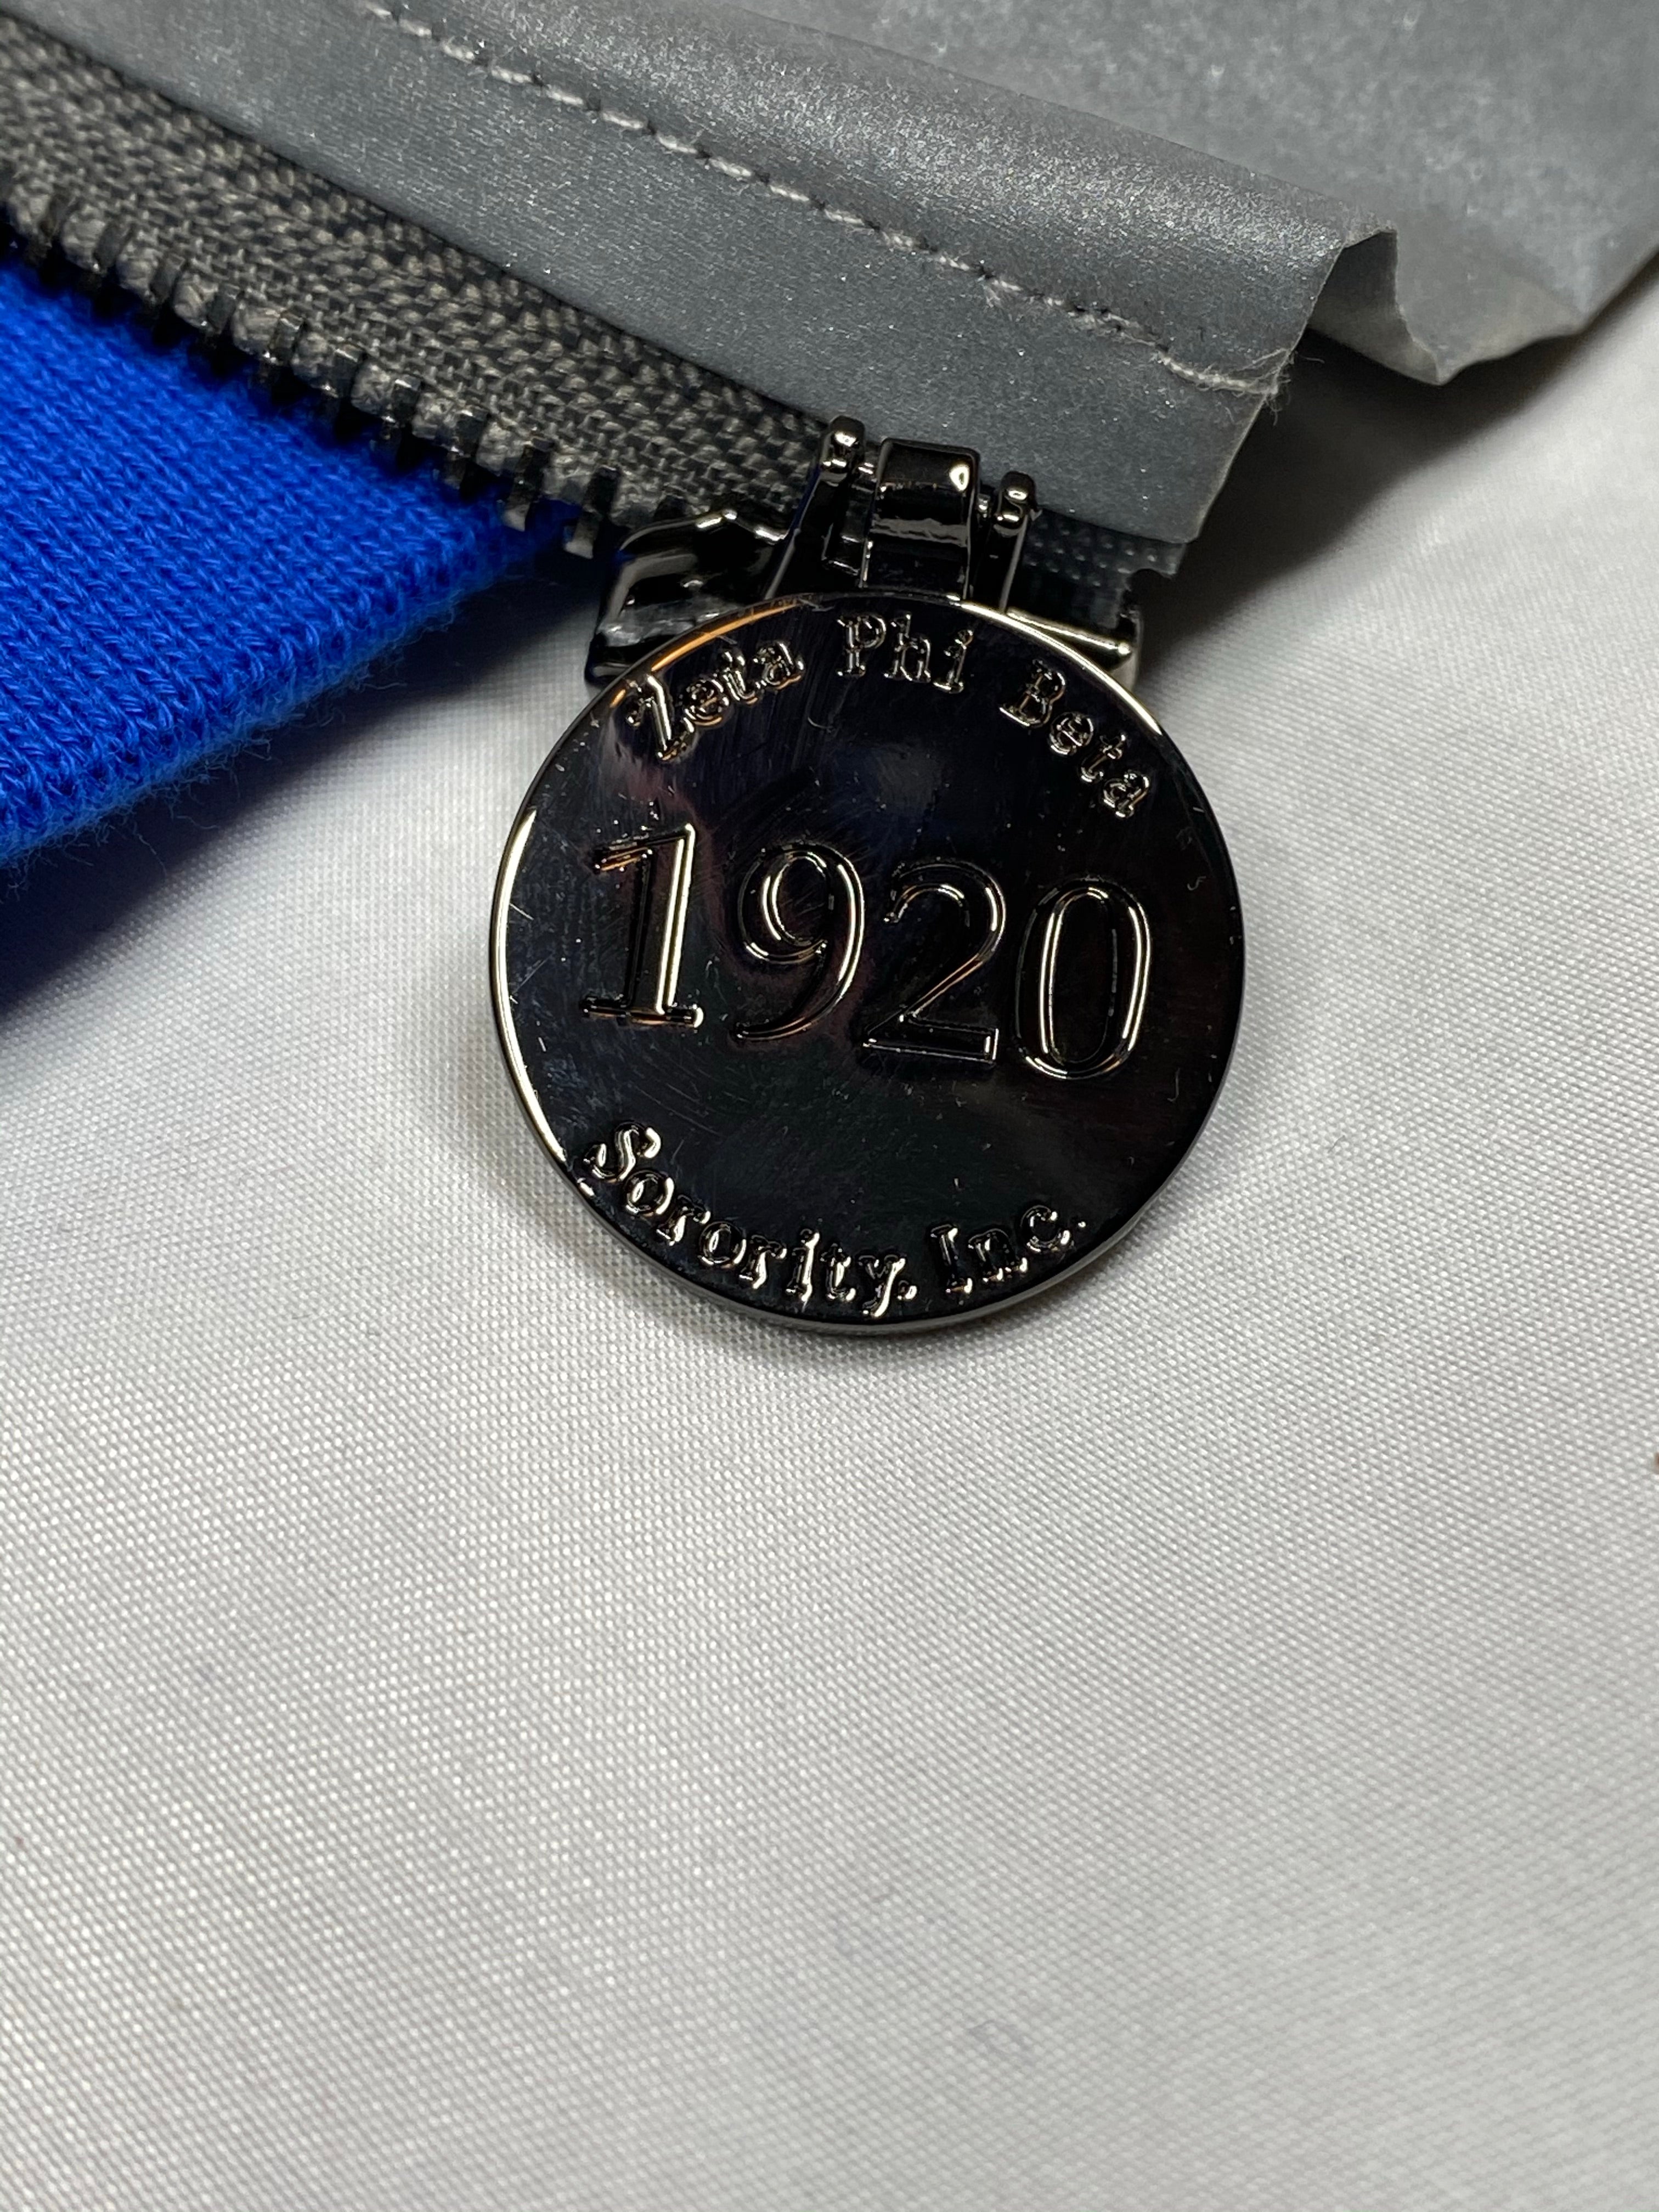 Zeta Phi Beta
1920
Sorority, Inc.